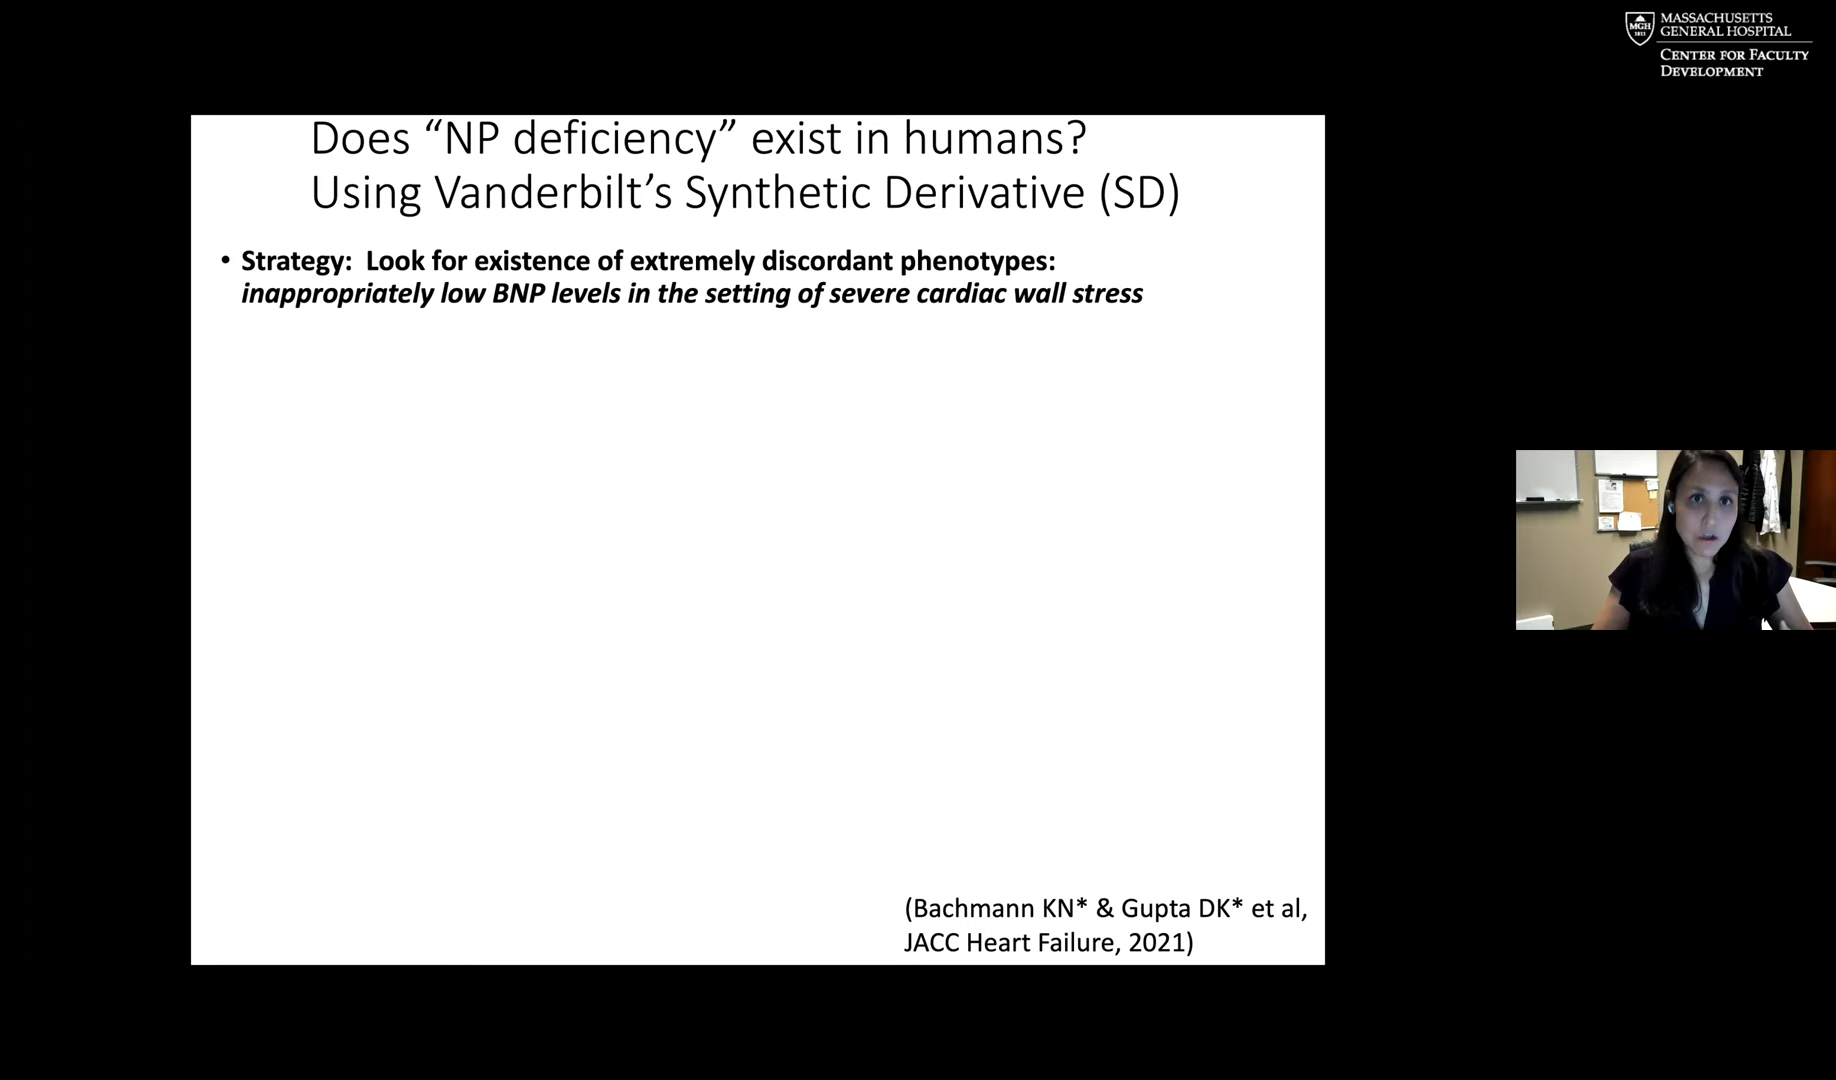 MASSACHUSETTS
GENERAL HOSPITAL
CENTER FOR FACULTY
DEVELOPMENT
MGH
1811
Does “NP deficiency” exist in humans?
Using Vanderbilt’s Synthetic Derivative (SD)
• Strategy:  Look for existence of extremely discordant phenotypes:
inappropriately low BNP levels in the setting of severe cardiac wall stress
(Bachmann KN* & Gupta DK* et al,
JACC Heart Failure, 2021)